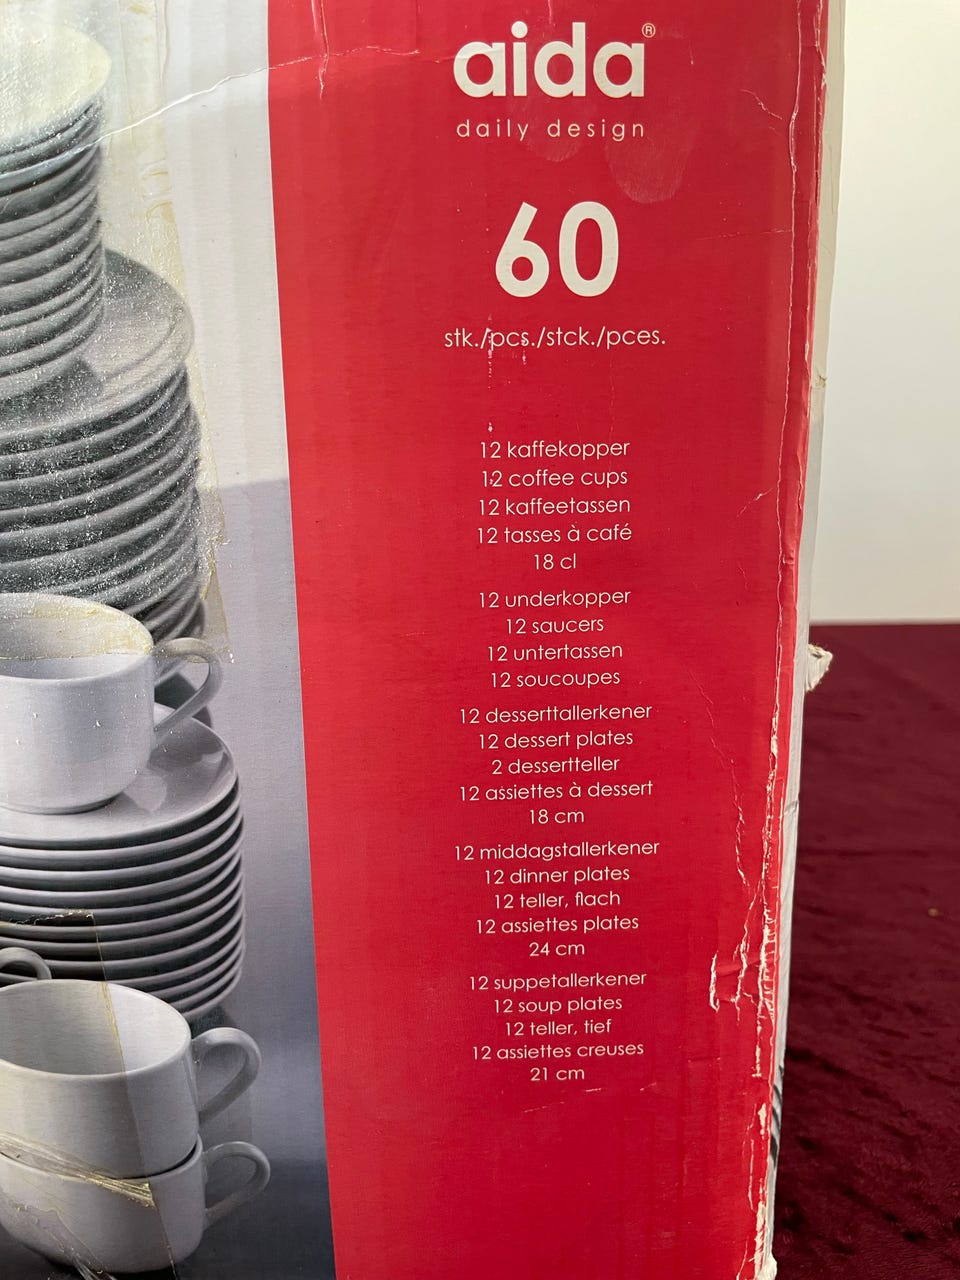 aida®
daily design
60
stk./pcs./stck./pces.
12 kaffekopper
12 coffee cups
12 kaffeetassen
12 tasses à café
18 cl
12 underkopper
12 saucers
12 untertassen
12 soucoupes
12 desserttallerkener
12 dessert plates
2 dessertteller
12 assiettes à dessert
18 cm
12 middagstallerkener
12 dinner plates
12 teller, flach
12 assiettes plates
24 cm
12 suppetallerkener
12 soup plates
12 teller, tief
12 assiettes creuses
21 cm